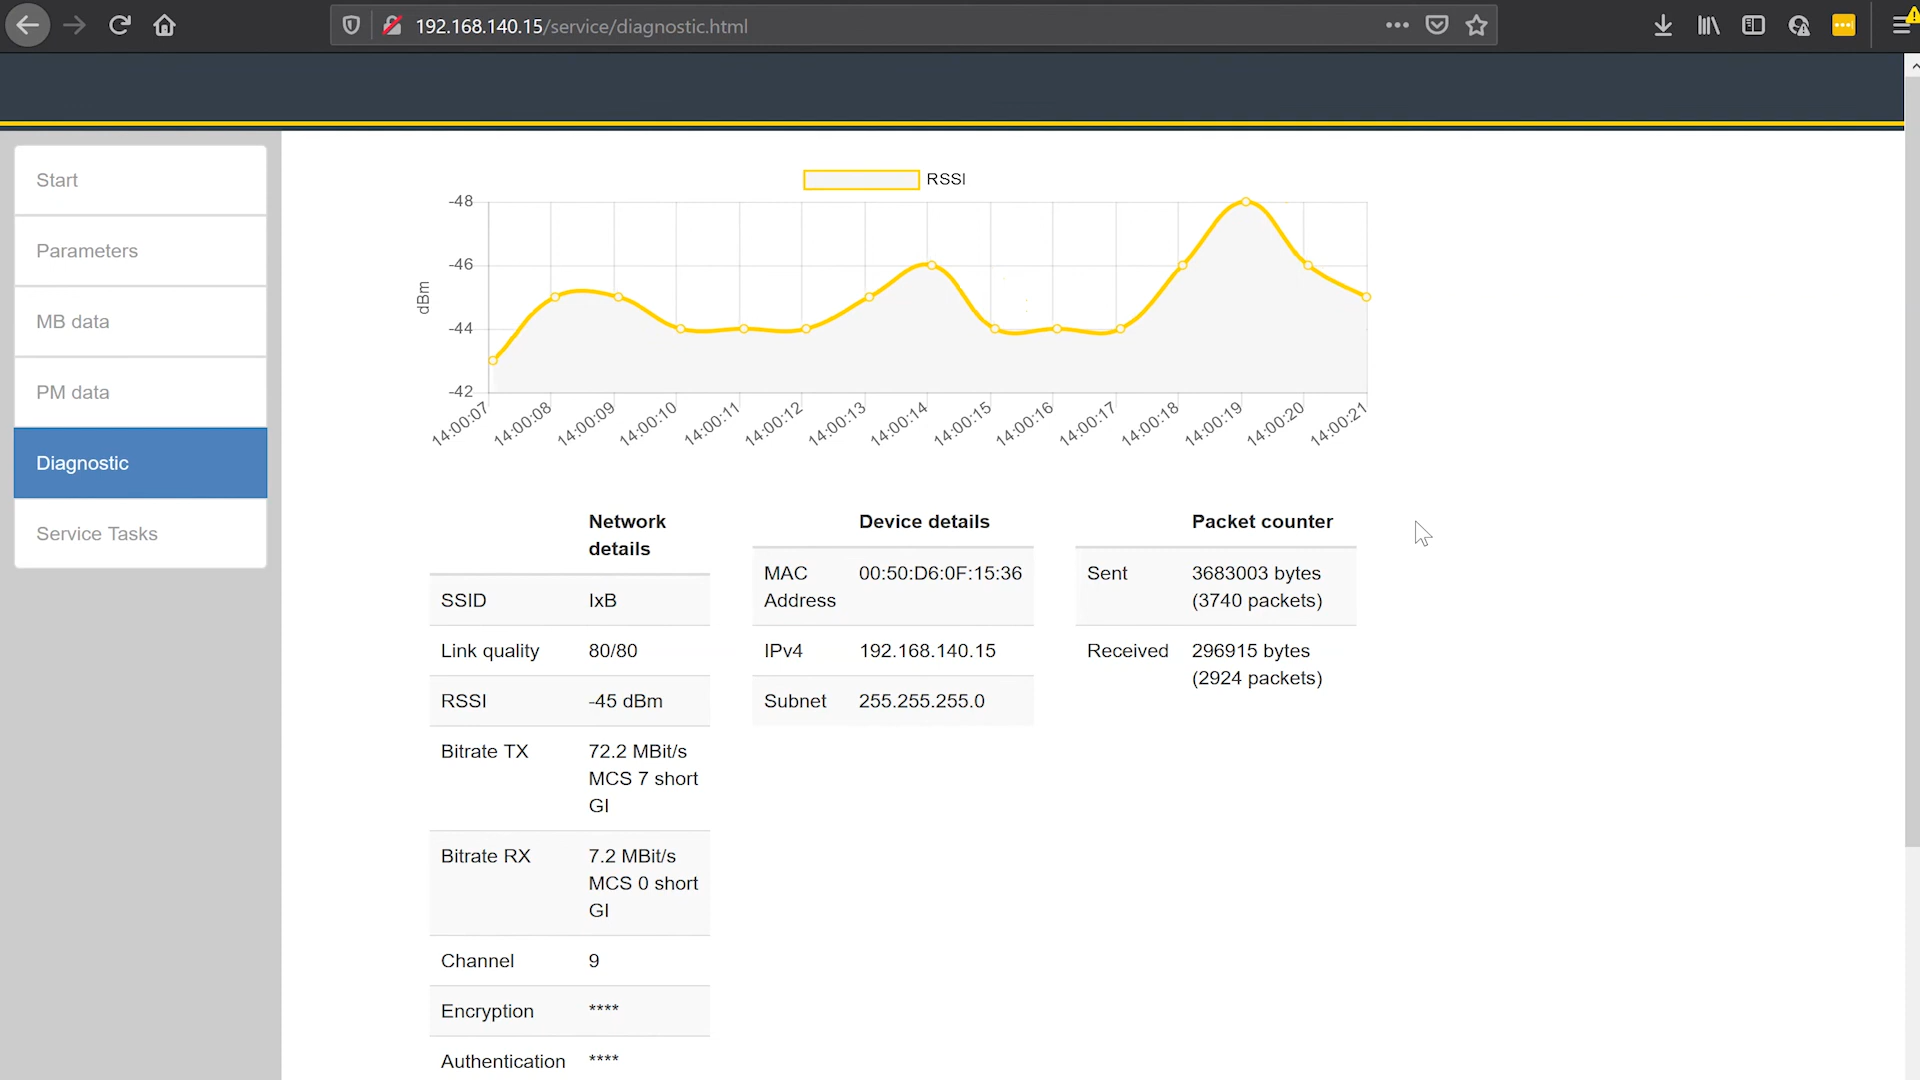 192.168.140.15/service/diagnostic.html
Start
Parameters
MB data
PM data
Diagnostic
Service Tasks
RSSI
dBm
-48
-46
-44
-42
14:00:07
14:00:08
14:00:09
14:00:10
14:00:11
14:00:12
14:00:13
14:00:14
14:00:15
14:00:16
14:00:17
14:00:18
14:00:19
14:00:20
14:00:21
Network
details
SSID IxB
Link quality 80/80
RSSI -45 dBm
Bitrate TX 72.2 MBit/s
MCS 7 short
GI
Bitrate RX 7.2 MBit/s
MCS 0 short
GI
Channel 9
Encryption ****
Authentication ****
Device details
MAC 00:50:D6:0F:15:36
Address
IPv4 192.168.140.15
Subnet 255.255.255.0
Packet counter
Sent 3683003 bytes
(3740 packets)
Received 296915 bytes
(2924 packets)